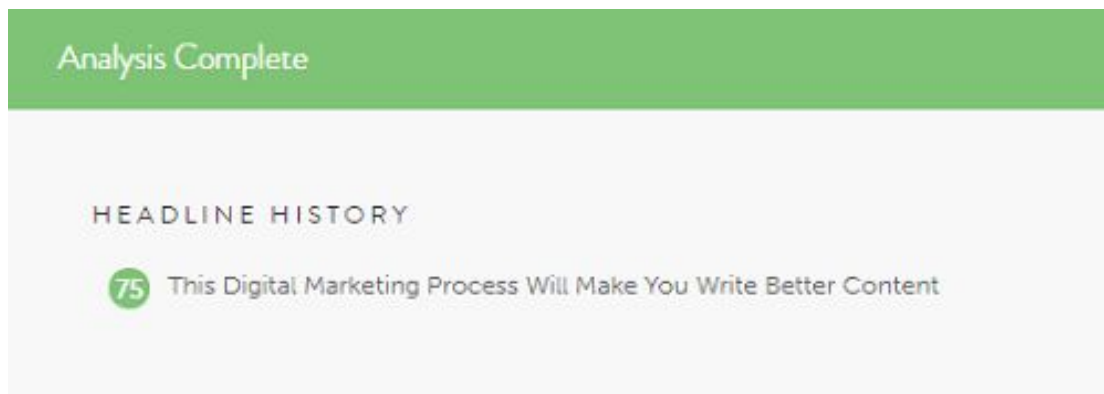 Analysis Complete
HEADLINE HISTORY
75 This Digital Marketing Process Will Make You Write Better Content